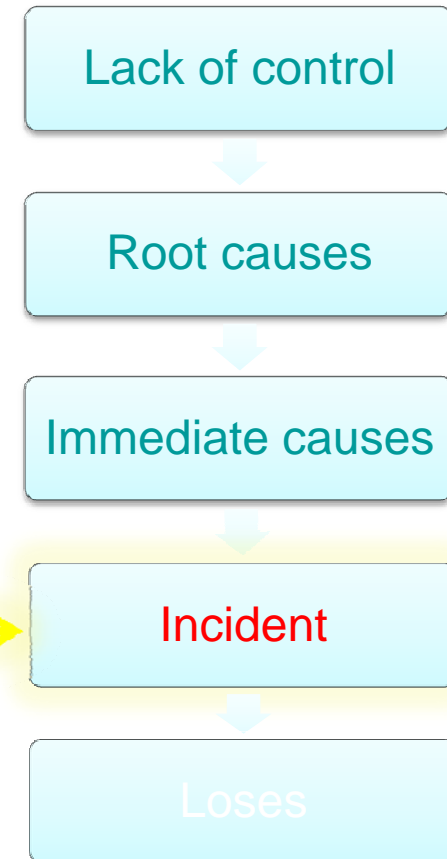 Lack of control
Root causes
Immediate causes
Incident
Loses